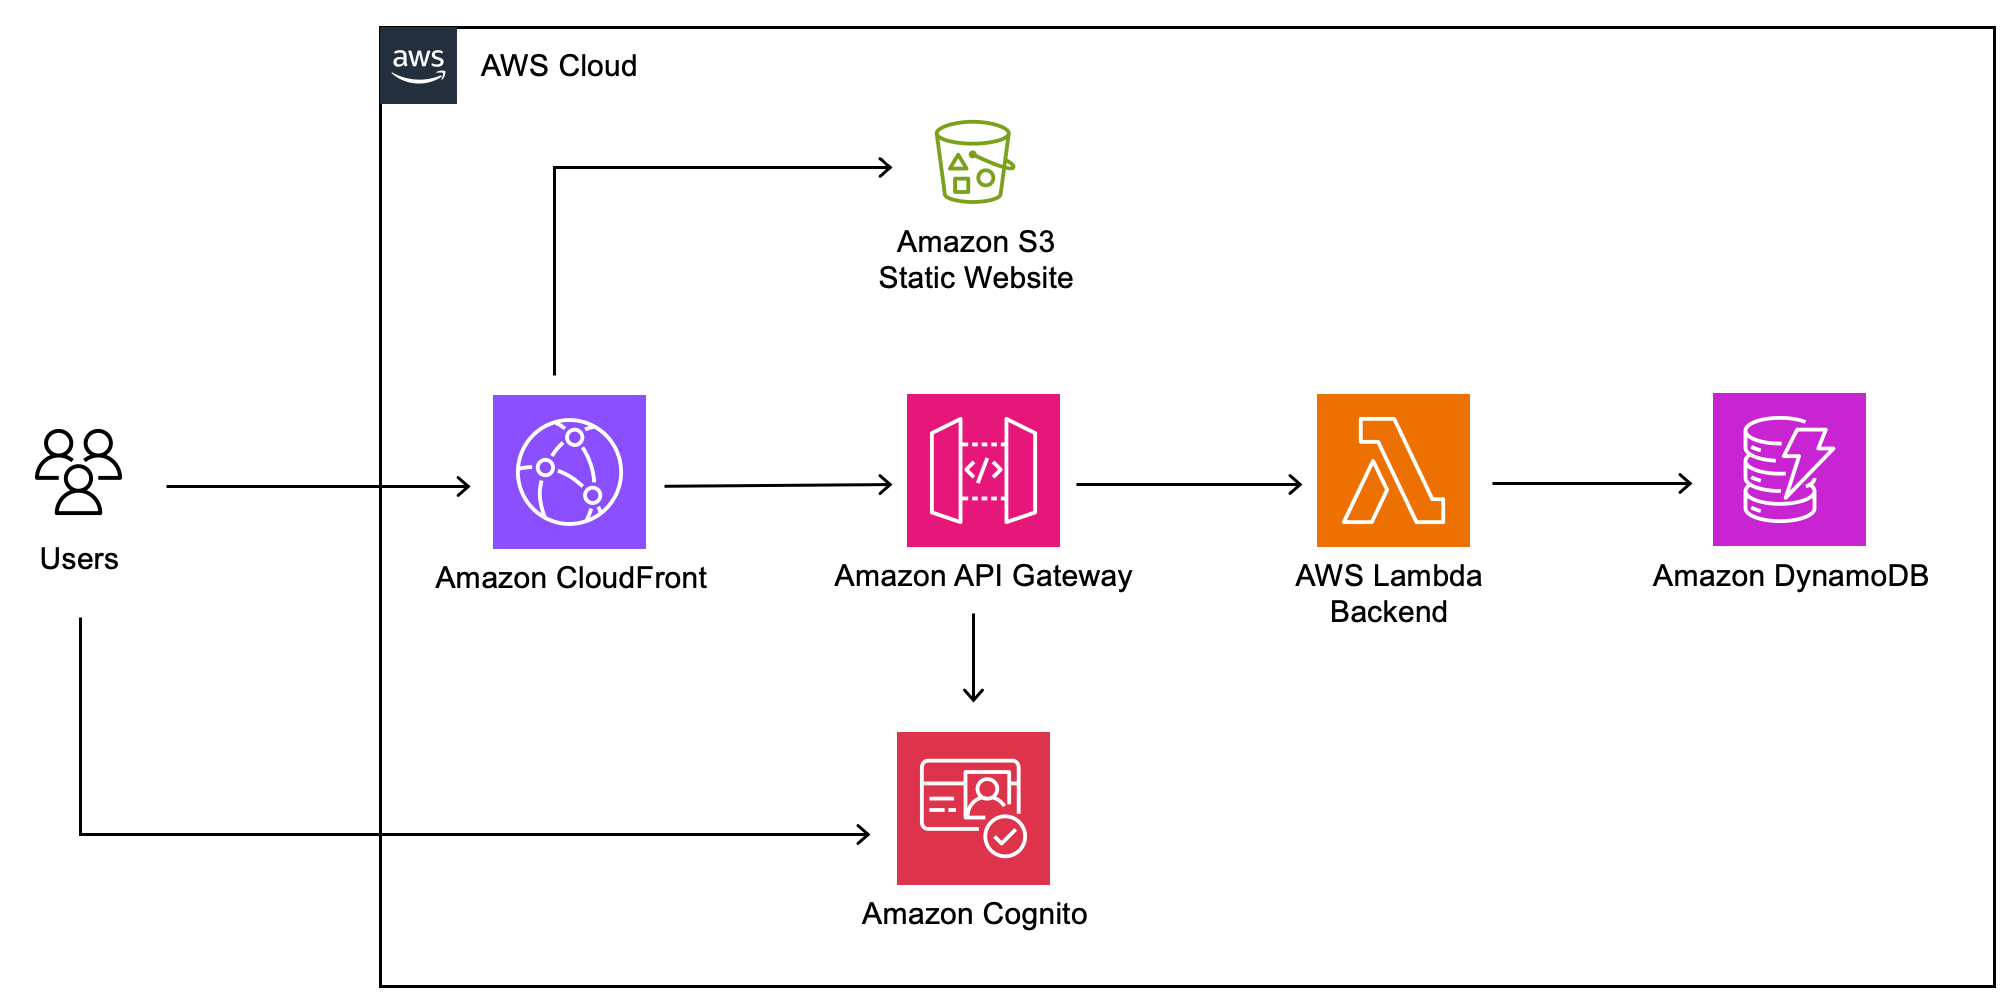 aws
AWS Cloud
Amazon S3
Static Website
Users
Amazon CloudFront
Amazon API Gateway
AWS Lambda
Backend
Amazon DynamoDB
Amazon Cognito